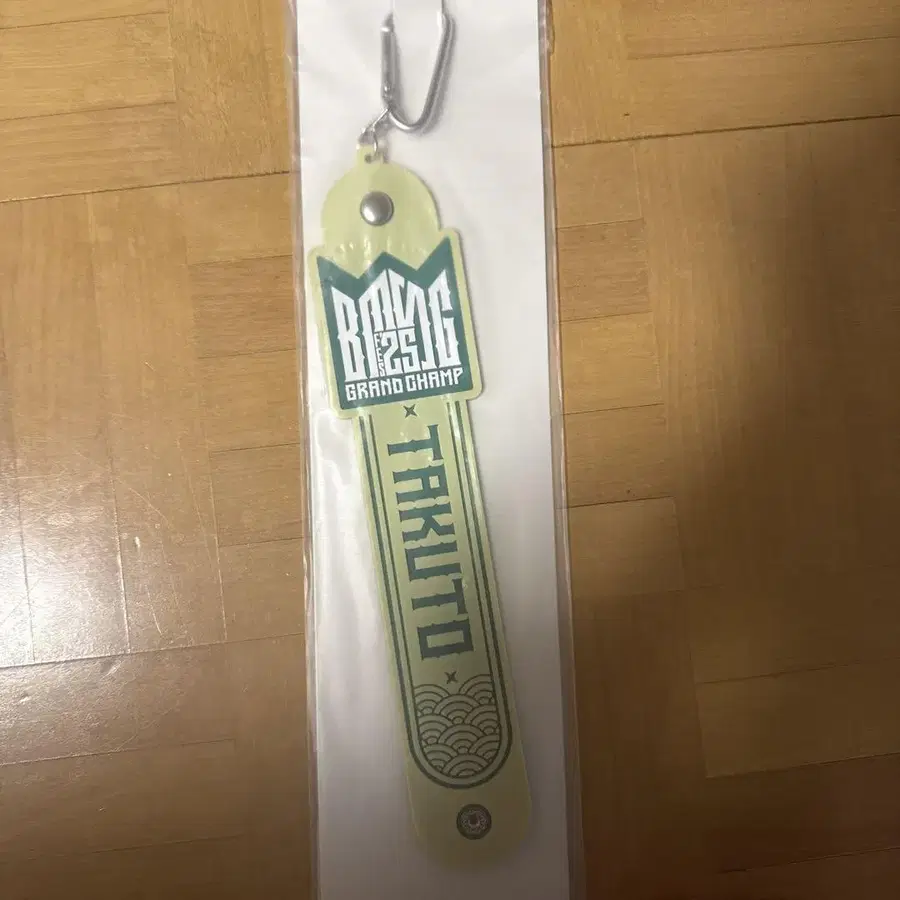 BMSG
FES
25
GRAND CHAMP
TAKUTO